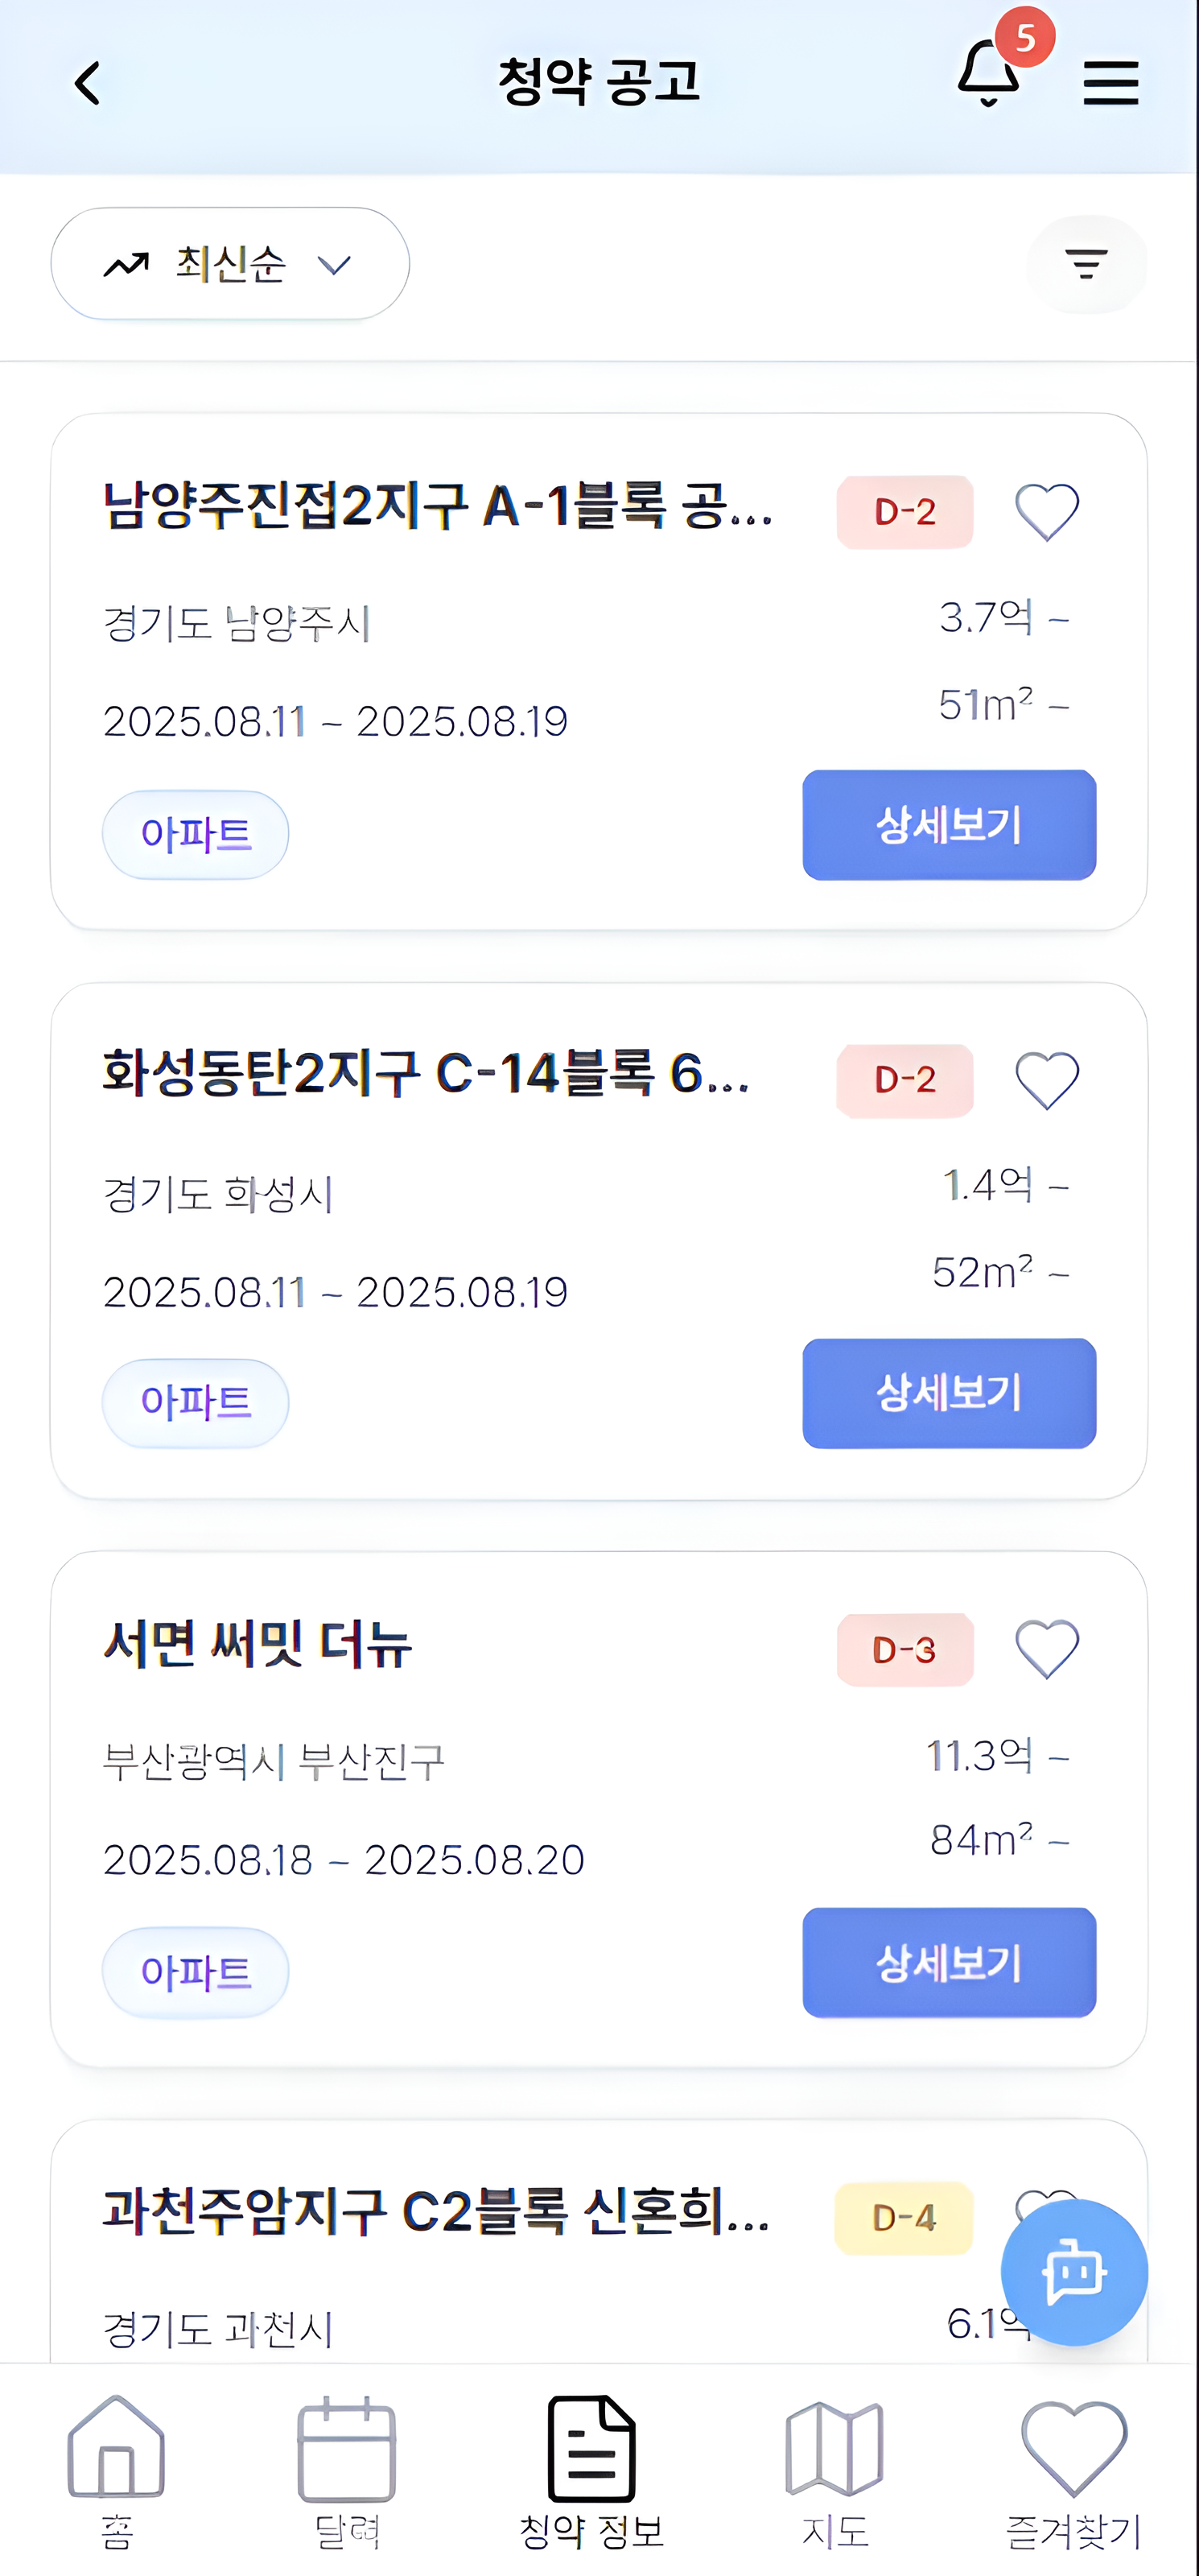 청약 공고
5
최신순
남양주진접2지구 A-1블록 공...
D-2
경기도 남양주시
3.7억 ~
2025.08.11 ~ 2025.08.19
51m² ~
아파트
상세보기
화성동탄2지구 C-14블록 6...
D-2
경기도 화성시
1.4억 ~
2025.08.11 ~ 2025.08.19
52m² ~
아파트
상세보기
서면 써밋 더뉴
D-3
부산광역시 부산진구
11.3억 ~
2025.08.18 ~ 2025.08.20
84m² ~
아파트
상세보기
과천주암지구 C2블록 신혼희...
D-4
경기도 과천시
6.1억
홈
달력
청약 정보
지도
즐겨찾기